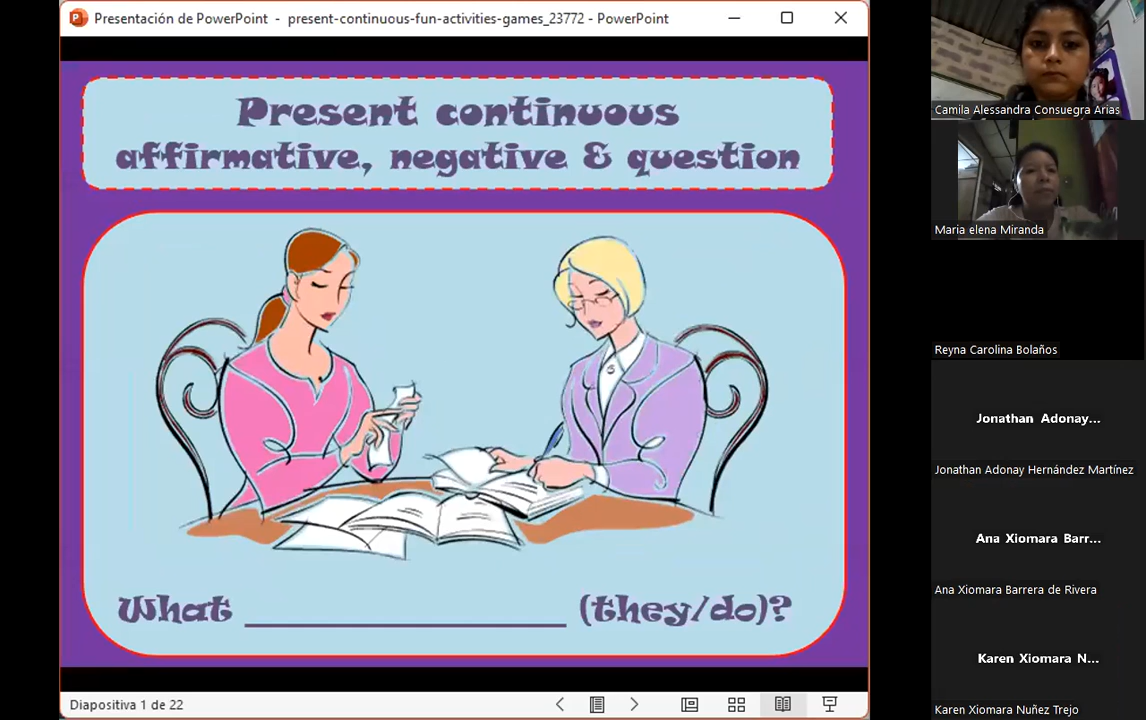 Presentación de PowerPoint - present-continuous-fun-activities-games_23772 - PowerPoint
Present continuous
affirmative, negative & question
What ____________________ (they/do)?
Diapositiva 1 de 22
Camila Alessandra Consuegra Arias
Maria elena Miranda
Reyna Carolina Bolaños
Jonathan Adonay...
Jonathan Adonay Hernández Martínez
Ana Xiomara Barr...
Ana Xiomara Barrera de Rivera
Karen Xiomara N...
Karen Xiomara Nuñez Trejo